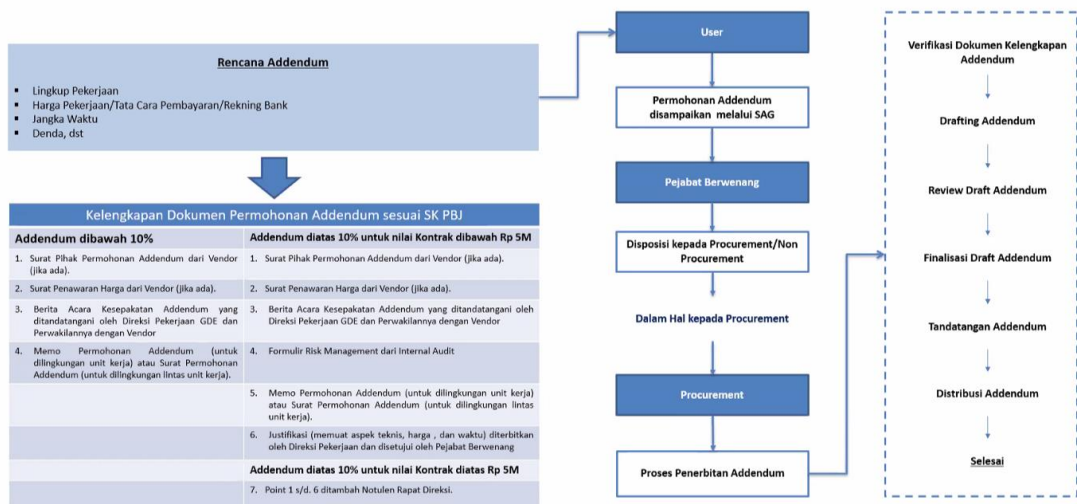 Rencana Addendum
▪ Lingkup Pekerjaan
▪ Harga Pekerjaan/Tata Cara Pembayaran/Rekning Bank
▪ Jangka Waktu
▪ Denda, dst
Kelengkapan Dokumen Permohonan Addendum sesuai SK PBJ
Addendum dibawah 10%
1. Surat Pihak Permohonan Addendum dari Vendor
(jika ada).
2. Surat Penawaran Harga dari Vendor (jika ada).
3. Berita Acara Kesepakatan Addendum yang
ditandatangani oleh Direksi Pekerjaan GDE dan
Perwakilannya dengan Vendor
4. Memo Permohonan Addendum (untuk
dilingkungan unit kerja) atau Surat Permohonan
Addendum (untuk dilingkungan lintas unit kerja).
Addendum diatas 10% untuk nilai Kontrak dibawah Rp 5M
1. Surat Pihak Permohonan Addendum dari Vendor (jika ada).
2. Surat Penawaran Harga dari Vendor (jika ada).
3. Berita Acara Kesepakatan Addendum yang ditandatangani oleh
Direksi Pekerjaan GDE dan Perwakilannya dengan Vendor
4. Formulir Risk Management dari Internal Audit
5. Memo Permohonan Addendum (untuk dilingkungan unit kerja)
atau Surat Permohonan Addendum (untuk dilingkungan lintas
unit kerja).
6. Justifikasi (memuat aspek teknis, harga , dan waktu) diterbitkan
oleh Direksi Pekerjaan dan disetujui oleh Pejabat Berwenang
Addendum diatas 10% untuk nilai Kontrak diatas Rp 5M
7. Point 1 s/d. 6 ditambah Notulen Rapat Direksi.
User
Permohonan Addendum
disampaikan melalui SAG
Pejabat Berwenang
Disposisi kepada Procurement/Non
Procurement
Dalam Hal kepada Procurement
Procurement
Proses Penerbitan Addendum
Verifikasi Dokumen Kelengkapan
Addendum
Drafting Addendum
Review Draft Addendum
Finalisasi Draft Addendum
Tandatangan Addendum
Distribusi Addendum
Selesai